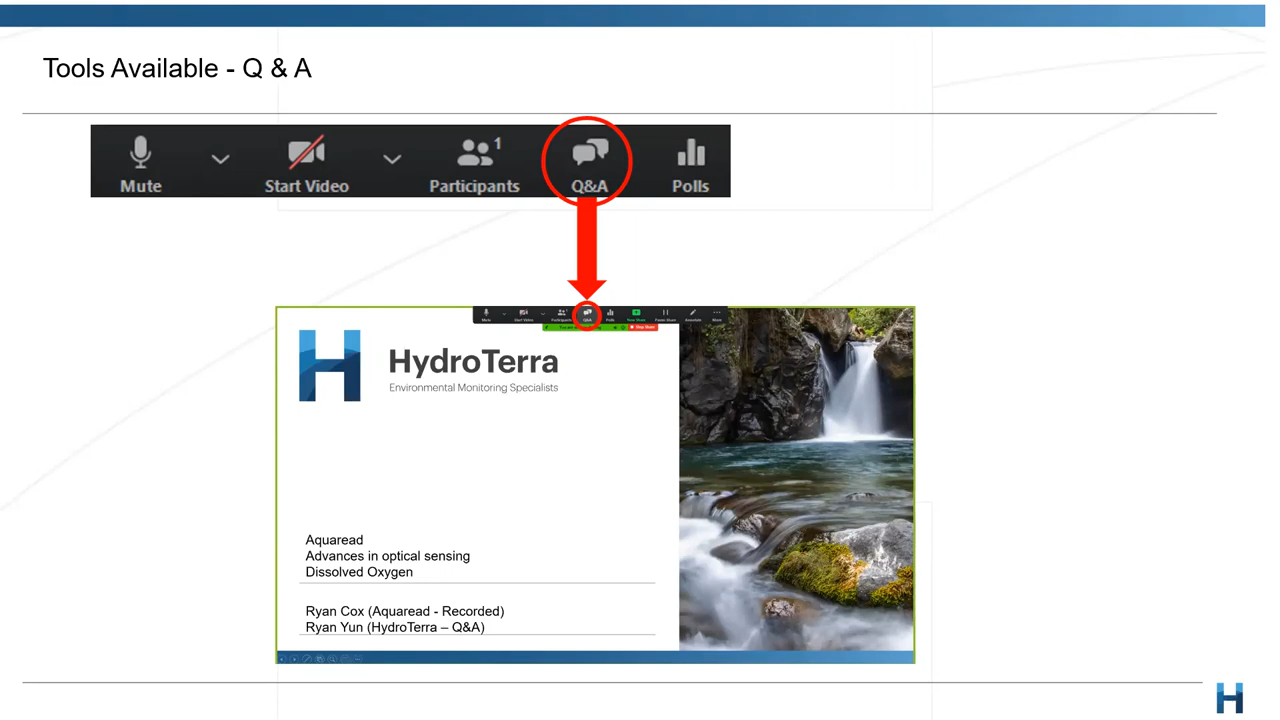 Tools Available - Q & A
1
Mute
Start Video
Participants
Q&A
Polls
HydroTerra
Environmental Monitoring Specialists
Aquaread
Advances in optical sensing
Dissolved Oxygen
Ryan Cox (Aquaread - Recorded)
Ryan Yun (HydroTerra – Q&A)